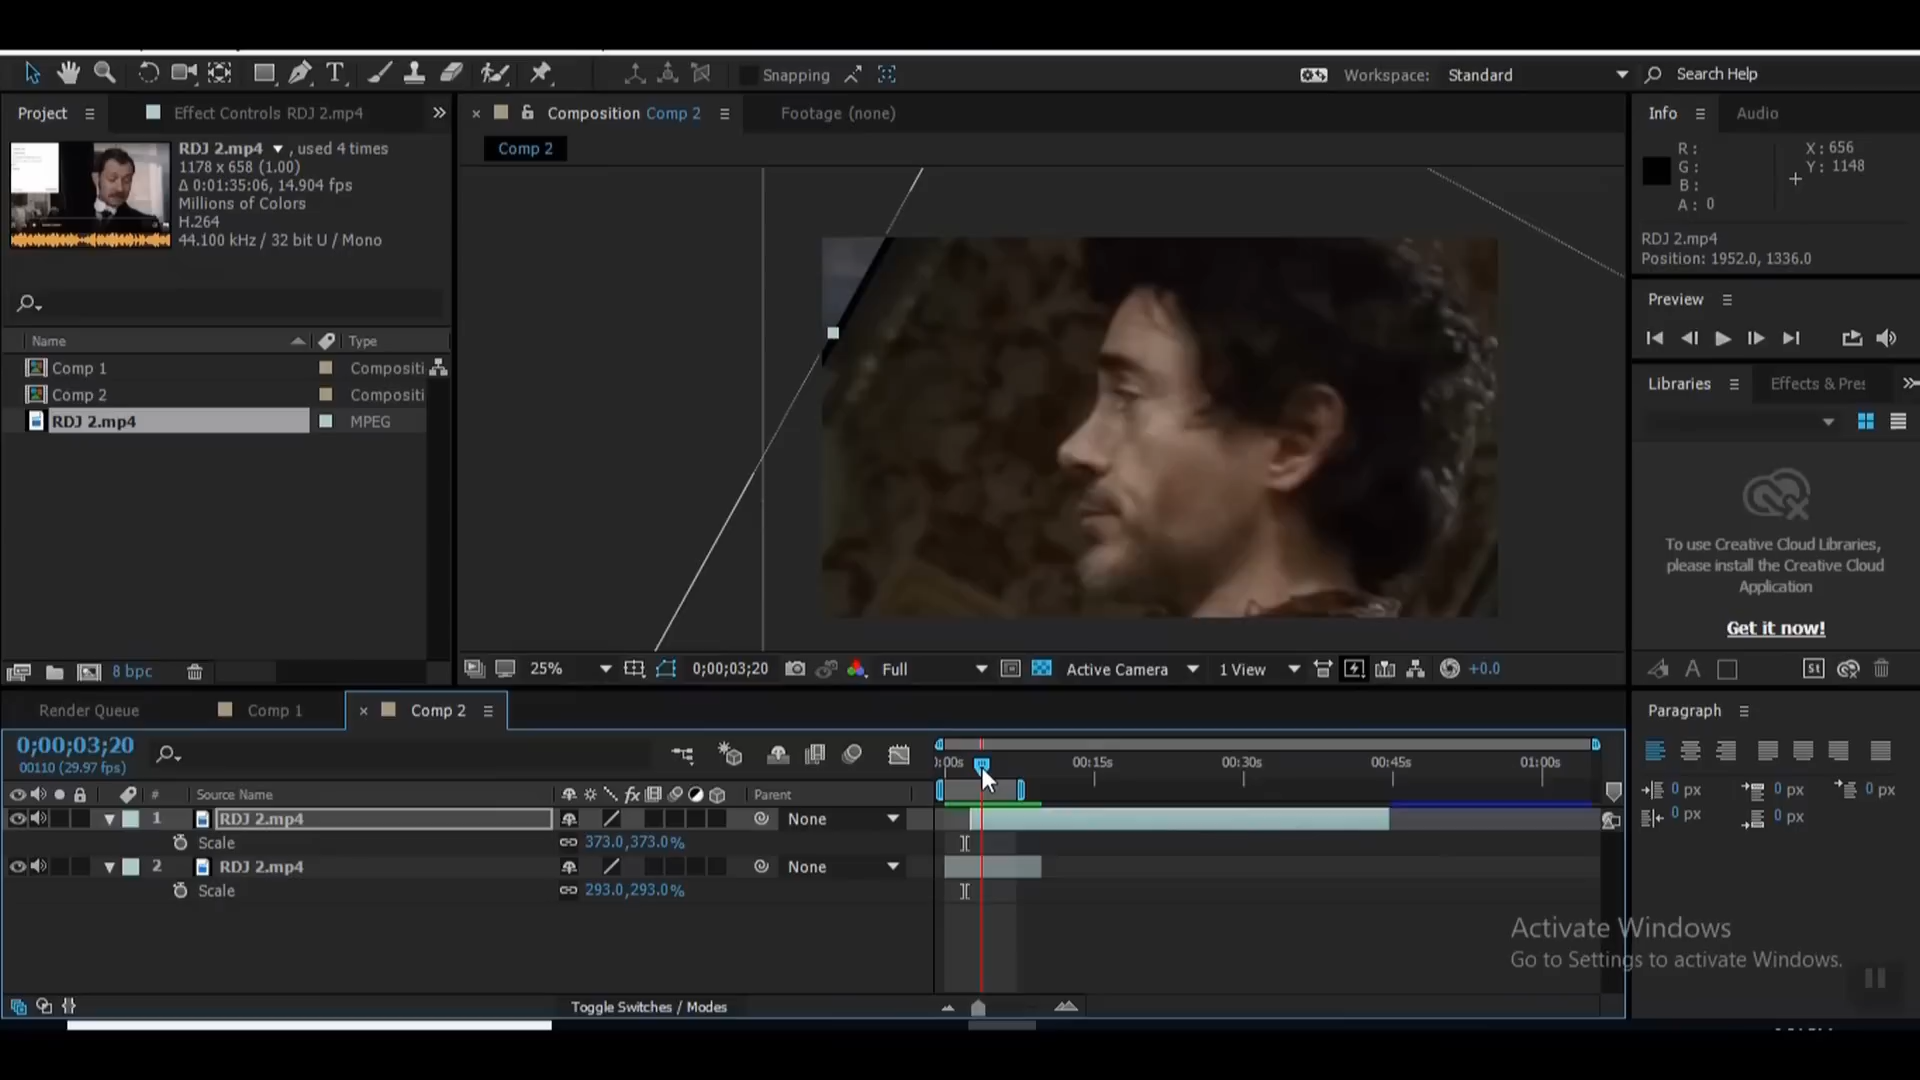 Snapping
Workspace: Standard
Search Help
Project
Effect Controls RDJ 2.mp4
Composition Comp 2
Footage (none)
Info
Audio
Comp 2
RDJ 2.mp4 , used 4 times
1178 x 658 (1.00)
Δ 0:01:35:06, 14.904 fps
Millions of Colors
H.264
44.100 kHz / 32 bit U / Mono
R :
G :
B :
A : 0
X : 656
Y : 1148
RDJ 2.mp4
Position: 1952.0, 1336.0
Preview
Name
Type
Comp 1
Compositi
Comp 2
Compositi
RDJ 2.mp4
MPEG
Libraries
Effects & Pre
To use Creative Cloud Libraries,
please install the Creative Cloud
Application
Get it now!
St
8 bpc
25%
0;00;03;20
Full
Active Camera
1 View
+0.0
Render Queue
Comp 1
Comp 2
Paragraph
0;00;03;20
00110 (29.97 fps)
:00s
00:15s
00:30s
00:45s
01:00s
# Source Name
fx
Parent
0 px
0 px
0 px
0 px
0 px
1 RDJ 2.mp4
None
Scale
373.0,373.0%
2 RDJ 2.mp4
None
Scale
293.0,293.0%
Activate Windows
Go to Settings to activate Windows.
Toggle Switches / Modes